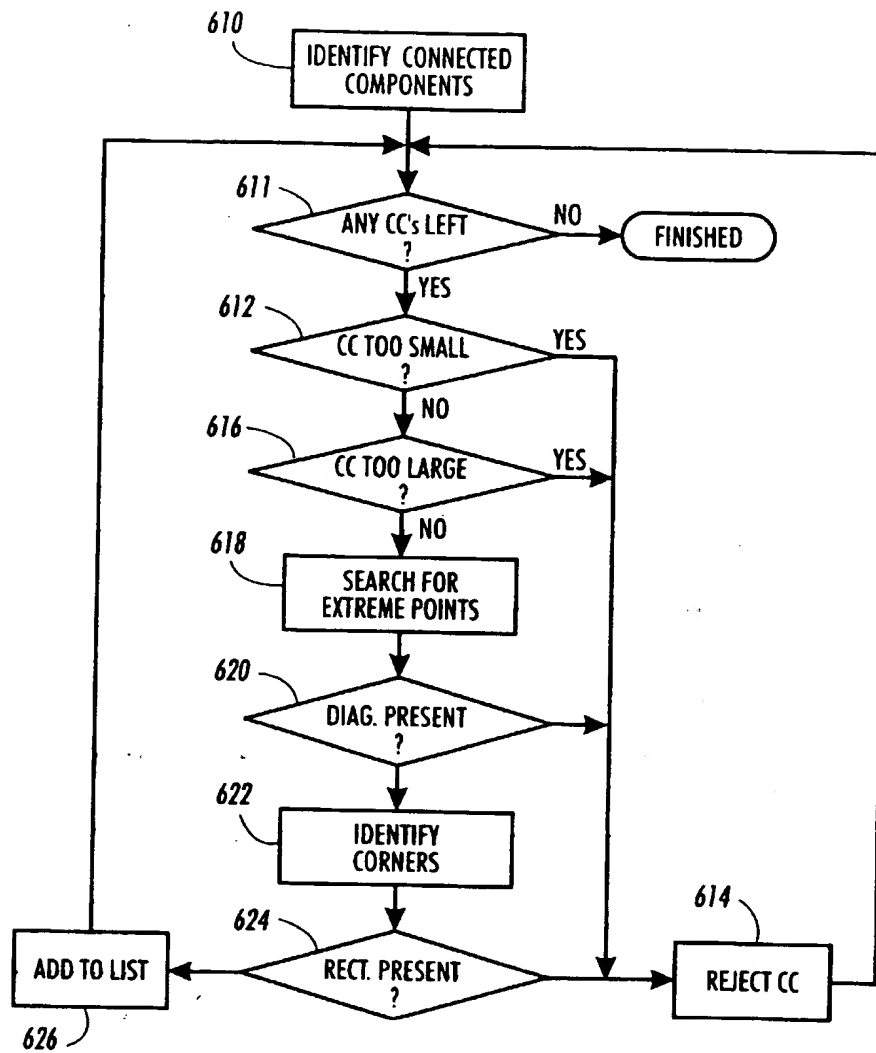 610
IDENTIFY CONNECTED
COMPONENTS
611
ANY CC's LEFT
?
NO
FINISHED
YES
612
CC TOO SMALL
?
YES
NO
616
CC TOO LARGE
?
YES
NO
618
SEARCH FOR
EXTREME POINTS
620
DIAG. PRESENT
?
622
IDENTIFY
CORNERS
624
RECT. PRESENT
?
614
REJECT CC
ADD TO LIST
626